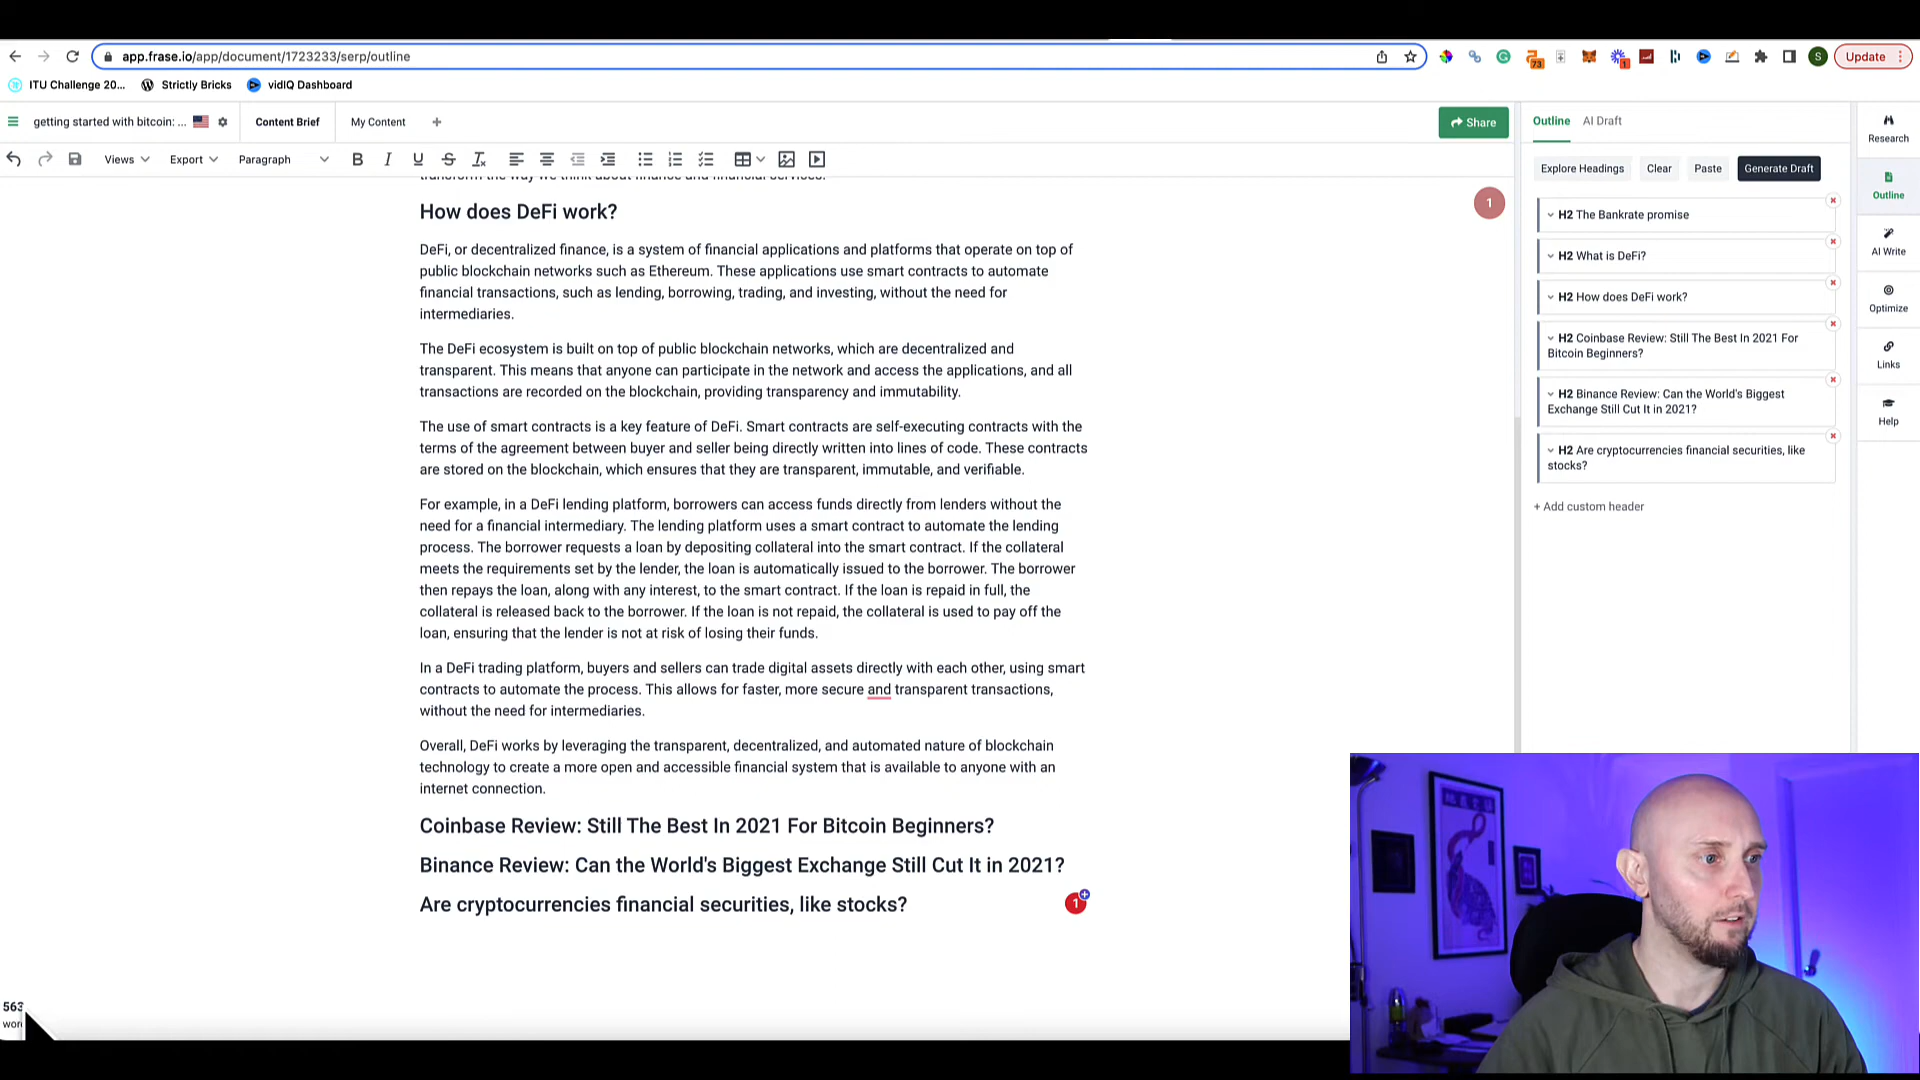 app.frase.io/app/document/1723233/serp/outline
73
1
S
Update
ITU Challenge 20...
Strictly Bricks
vidIQ Dashboard
getting started with bitcoin: ...
Content Brief
My Content
Share
Views
Export
Paragraph
transform the way we think about finance and financial services.
How does DeFi work?
1
DeFi, or decentralized finance, is a system of financial applications and platforms that operate on top of
public blockchain networks such as Ethereum. These applications use smart contracts to automate
financial transactions, such as lending, borrowing, trading, and investing, without the need for
intermediaries.
The DeFi ecosystem is built on top of public blockchain networks, which are decentralized and
transparent. This means that anyone can participate in the network and access the applications, and all
transactions are recorded on the blockchain, providing transparency and immutability.
The use of smart contracts is a key feature of DeFi. Smart contracts are self-executing contracts with the
terms of the agreement between buyer and seller being directly written into lines of code. These contracts
are stored on the blockchain, which ensures that they are transparent, immutable, and verifiable.
For example, in a DeFi lending platform, borrowers can access funds directly from lenders without the
need for a financial intermediary. The lending platform uses a smart contract to automate the lending
process. The borrower requests a loan by depositing collateral into the smart contract. If the collateral
meets the requirements set by the lender, the loan is automatically issued to the borrower. The borrower
then repays the loan, along with any interest, to the smart contract. If the loan is repaid in full, the
collateral is released back to the borrower. If the loan is not repaid, the collateral is used to pay off the
loan, ensuring that the lender is not at risk of losing their funds.
In a DeFi trading platform, buyers and sellers can trade digital assets directly with each other, using smart
contracts to automate the process. This allows for faster, more secure and transparent transactions,
without the need for intermediaries.
Overall, DeFi works by leveraging the transparent, decentralized, and automated nature of blockchain
technology to create a more open and accessible financial system that is available to anyone with an
internet connection.
Coinbase Review: Still The Best In 2021 For Bitcoin Beginners?
Binance Review: Can the World's Biggest Exchange Still Cut It in 2021?
Are cryptocurrencies financial securities, like stocks?
1
563
Outline
AI Draft
Explore Headings
Clear
Paste
Generate Draft
H2 The Bankrate promise
H2 What is DeFi?
H2 How does DeFi work?
H2 Coinbase Review: Still The Best In 2021 For
Bitcoin Beginners?
H2 Binance Review: Can the World's Biggest
Exchange Still Cut It in 2021?
H2 Are cryptocurrencies financial securities, like
stocks?
+ Add custom header
Research
Outline
AI Write
Optimize
Links
Help